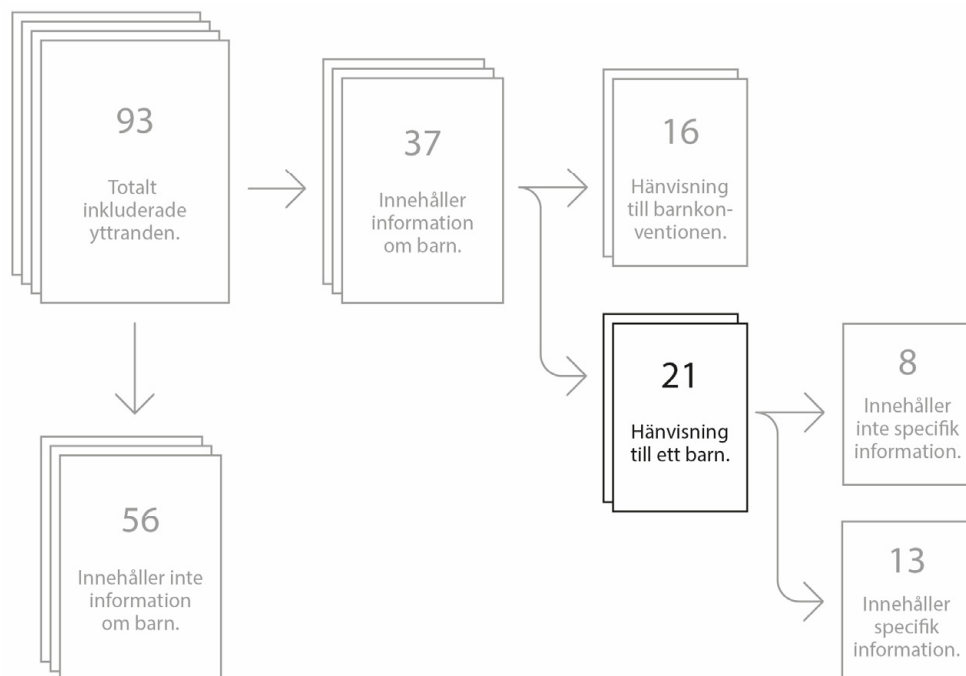 93
Totalt
inkluderade
yttranden.
37
Innehåller
information
om barn.
16
Hänvisning
till barnkon-
ventionen.
21
Hänvisning
till ett barn.
8
Innehåller
inte specifik
information.
56
Innehåller inte
information
om barn.
13
Innehåller
specifik
information.